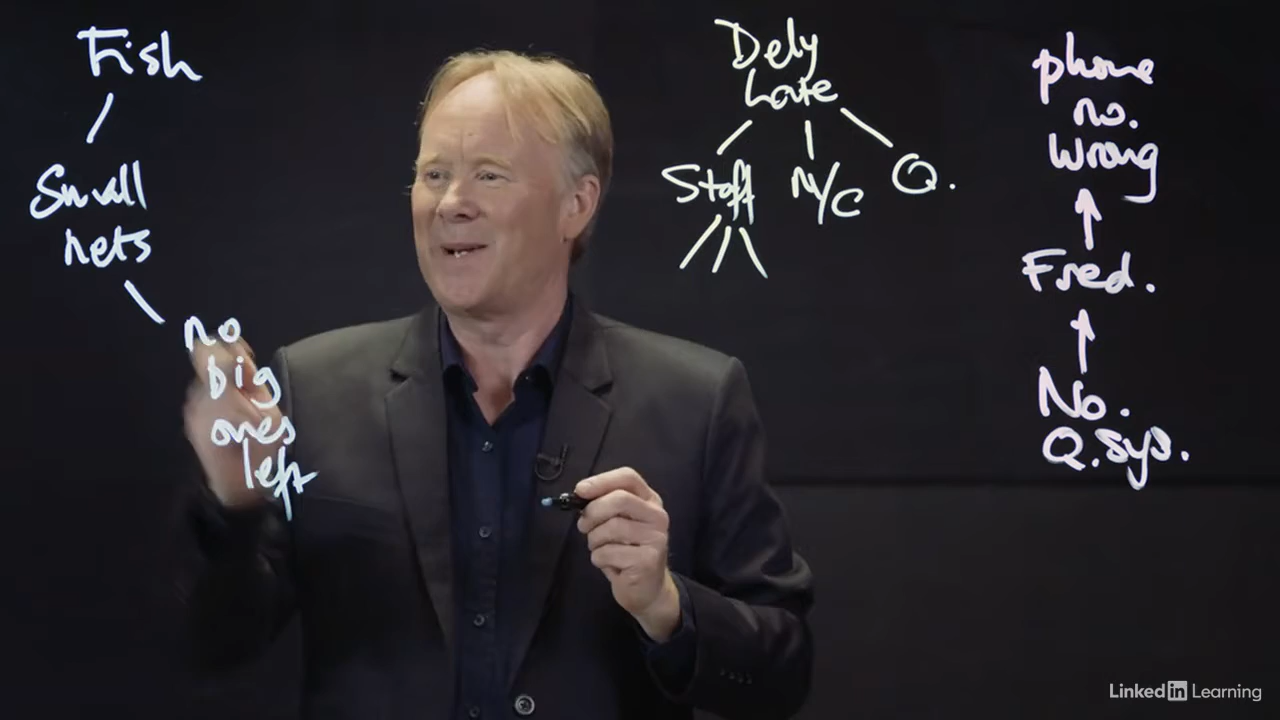 Fish
Small
nets
no
big
ones
left
Dely
Late
Staff
N/C
Q.
phone
no.
wrong
Fred.
No.
Q.sys.
LinkedIn Learning